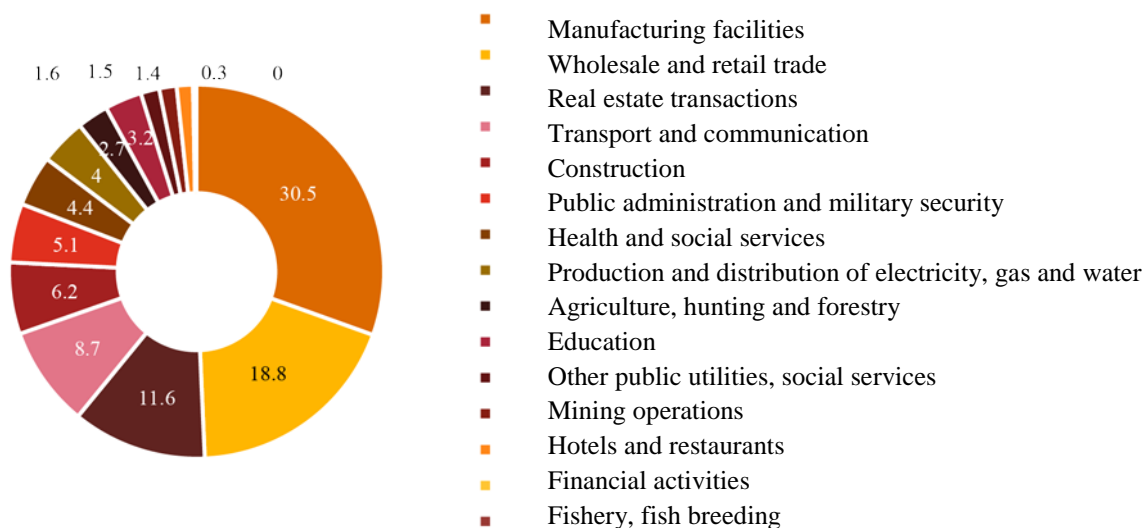 1.6
1.5
1.4
0.3
0
30.5
18.8
11.6
8.7
6.2
5.1
4.4
4
2.7
3.2
Manufacturing facilities
Wholesale and retail trade
Real estate transactions
Transport and communication
Construction
Public administration and military security
Health and social services
Production and distribution of electricity, gas and water
Agriculture, hunting and forestry
Education
Other public utilities, social services
Mining operations
Hotels and restaurants
Financial activities
Fishery, fish breeding